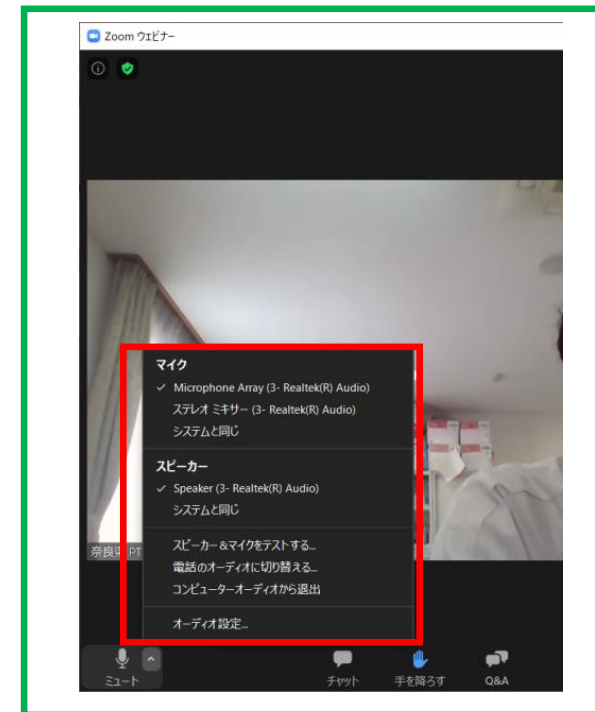 Zoom ウェビナー
マイク
Microphone Array (3- Realtek(R) Audio)
ステレオ ミキサー (3- Realtek(R) Audio)
システムと同じ
スピーカー
Speaker (3- Realtek(R) Audio)
システムと同じ
スピーカー&マイクをテストする...
電話のオーディオに切り替える...
コンピューターオーディオから退出
オーディオ設定...
奈良県 PT
ミュート
チャット
手を降ろす
Q&A